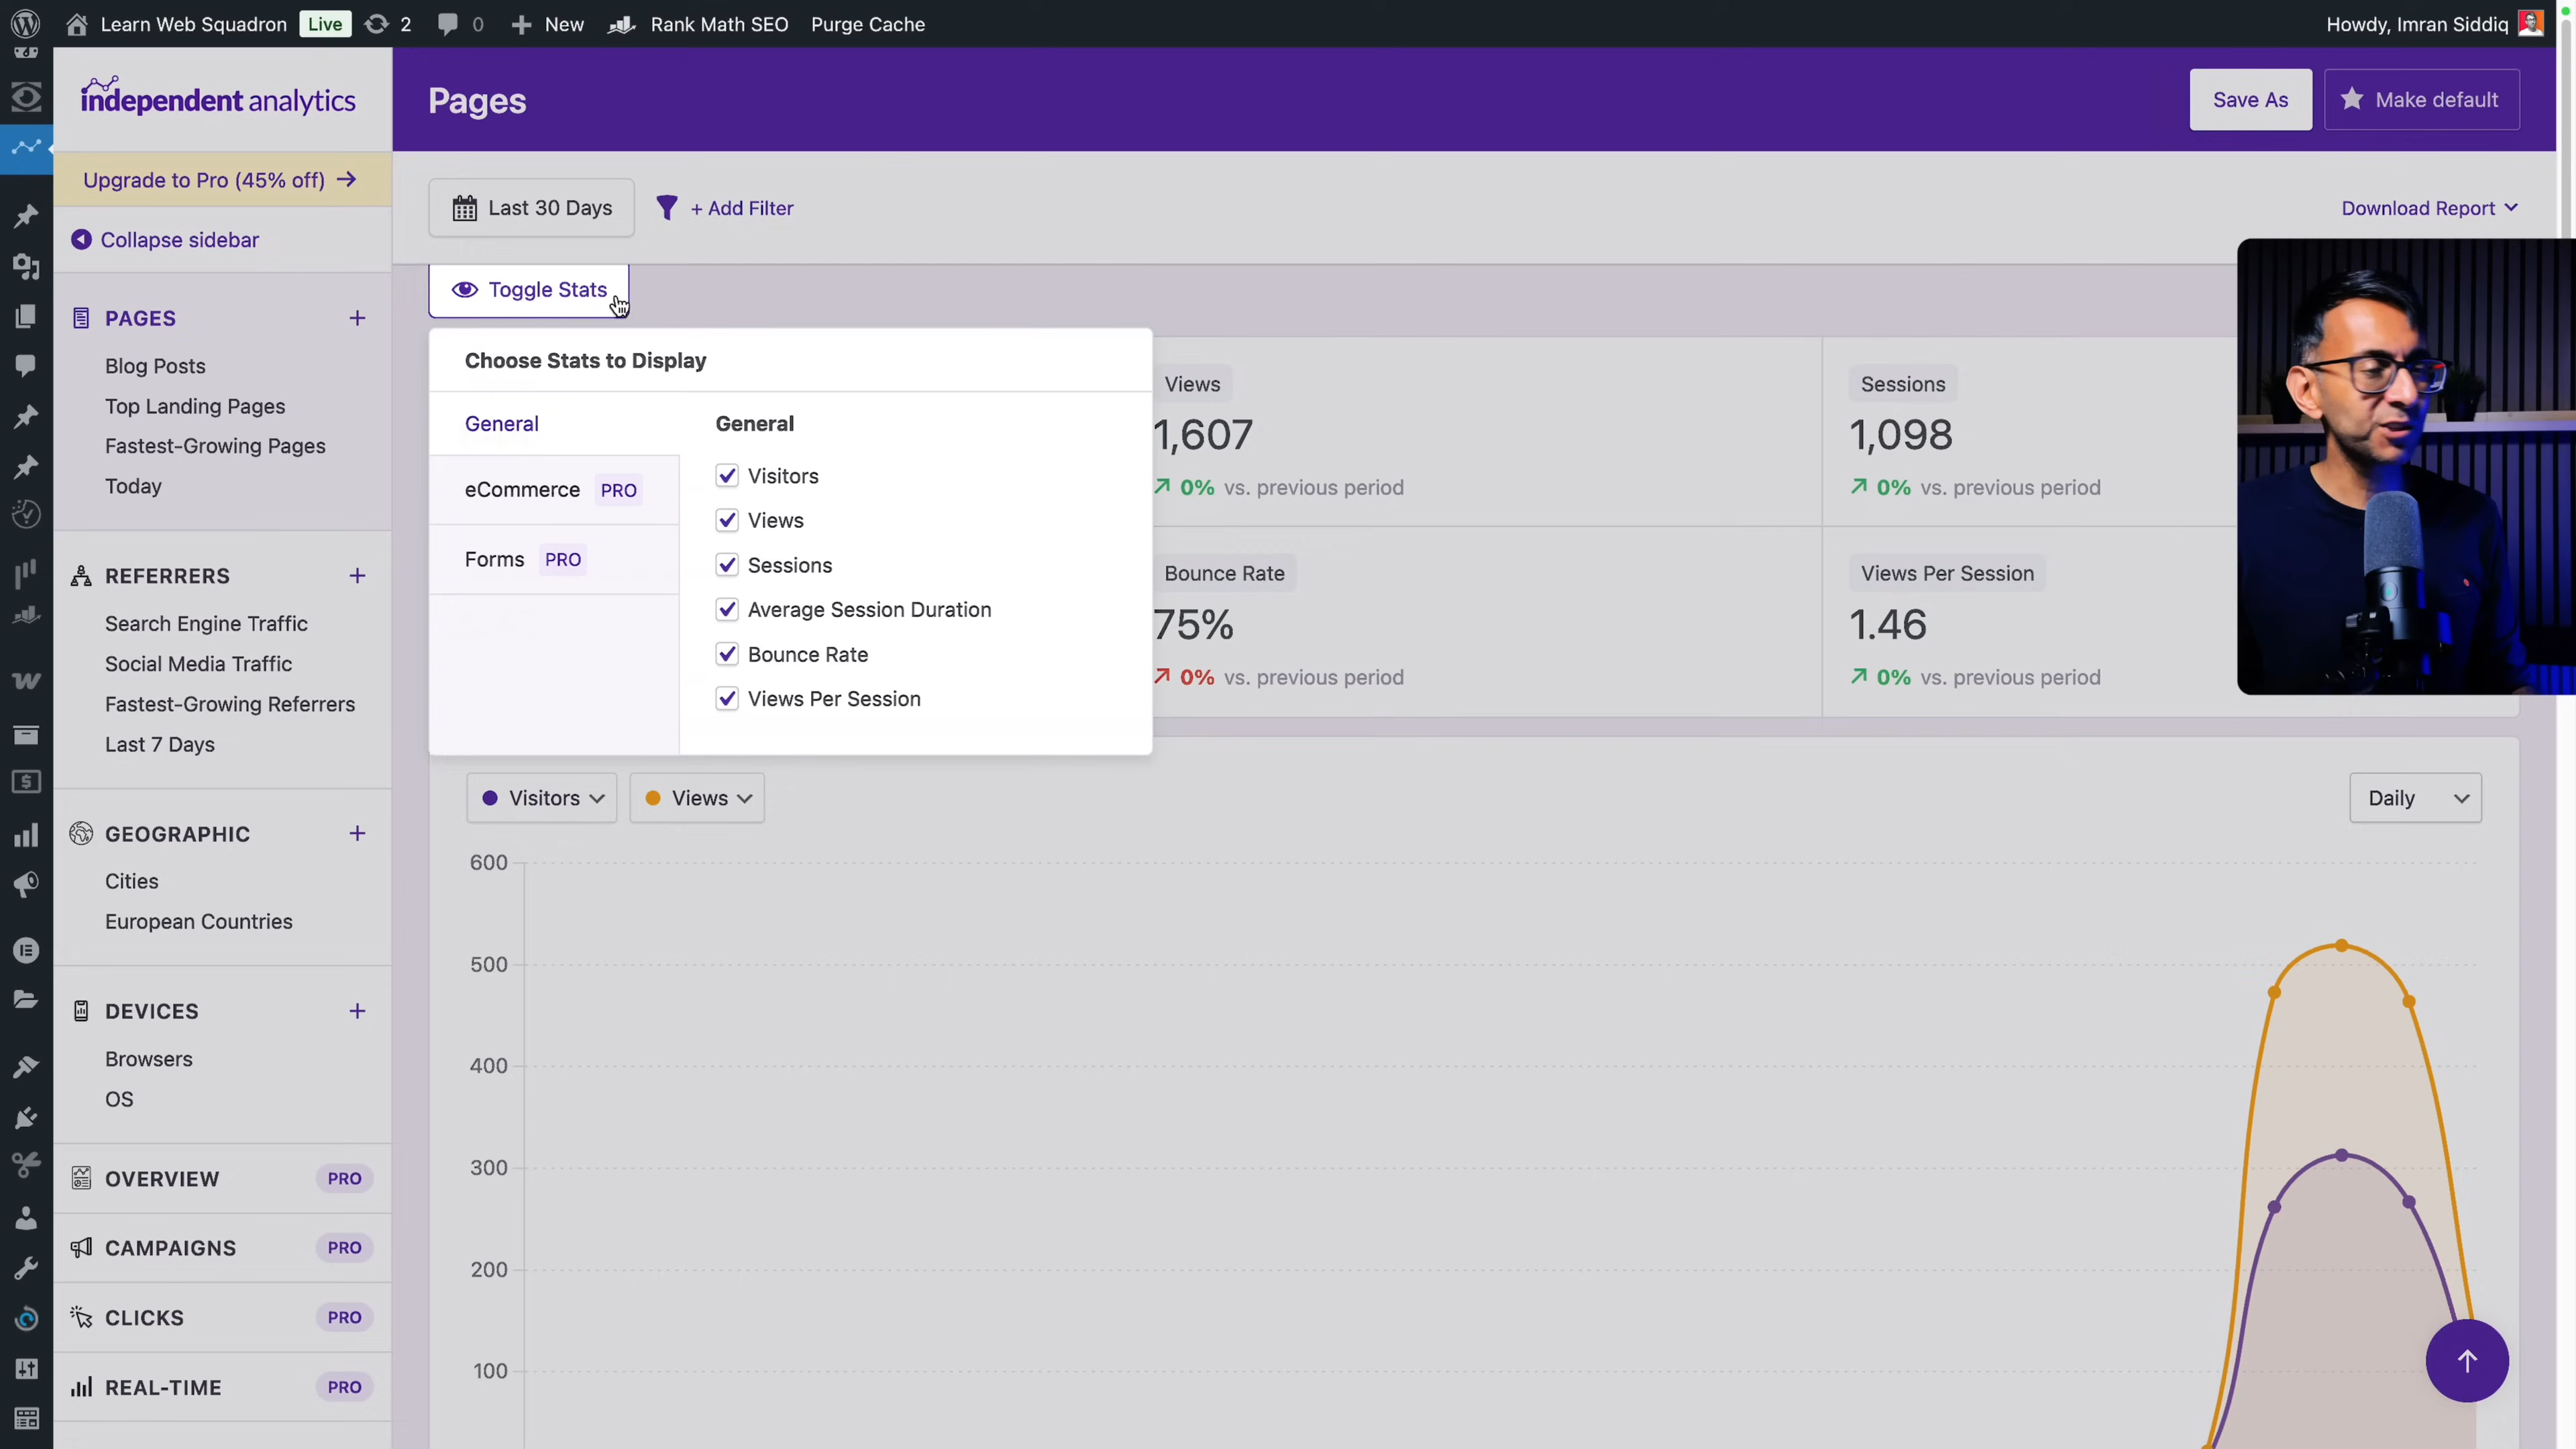 Learn Web Squadron Live 2 0 New Rank Math SEO Purge Cache
Howdy, Imran Siddiq
independent analytics
Pages
Save As
Make default
Upgrade to Pro (45% off) →
Collapse sidebar
Last 30 Days
+ Add Filter
Download Report
Toggle Stats
PAGES +
Blog Posts
Top Landing Pages
Fastest-Growing Pages
Today
REFERRERS +
Search Engine Traffic
Social Media Traffic
Fastest-Growing Referrers
Last 7 Days
GEOGRAPHIC +
Cities
European Countries
DEVICES +
Browsers
OS
OVERVIEW PRO
CAMPAIGNS PRO
CLICKS PRO
REAL-TIME PRO
Choose Stats to Display
General
eCommerce PRO
Forms PRO
General
Visitors
Views
Sessions
Average Session Duration
Bounce Rate
Views Per Session
Views
1,607
0% vs. previous period
Sessions
1,098
0% vs. previous period
Bounce Rate
75%
0% vs. previous period
Views Per Session
1.46
0% vs. previous period
Visitors
Views
Daily
600
500
400
300
200
100